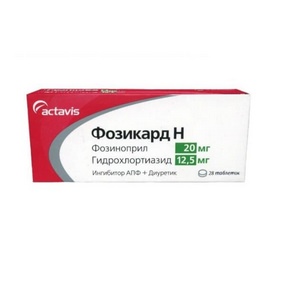 actavis
Фозикард Н
Фозиноприл 20 мг
Гидрохлортиазид 12,5 мг
Ингибитор АПФ + Диуретик
28 таблеток